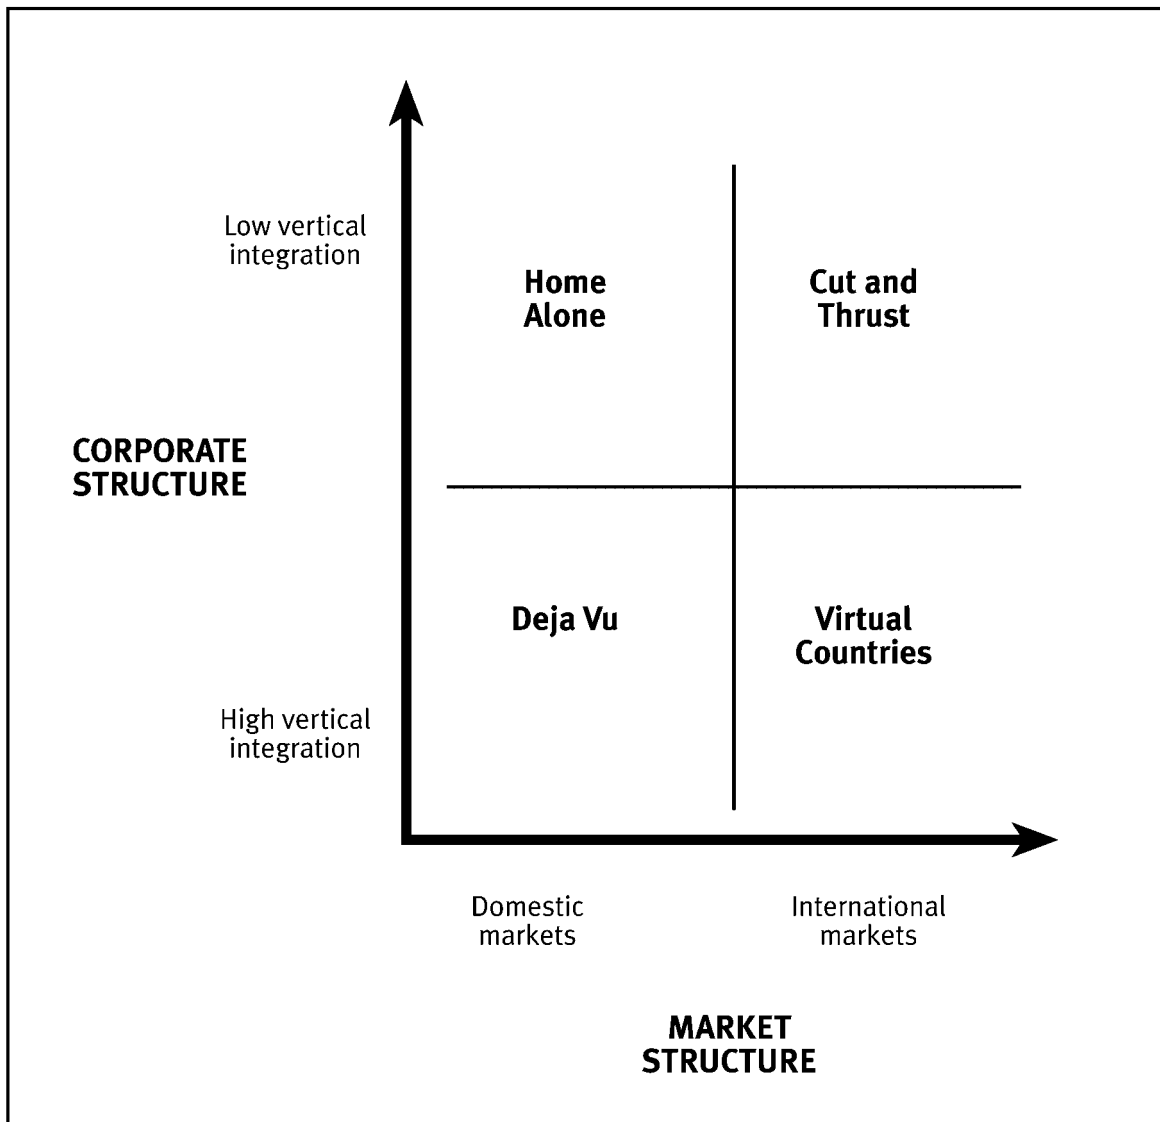 Low vertical
integration
Home
Alone
Cut and
Thrust
CORPORATE
STRUCTURE
Deja Vu
Virtual
Countries
High vertical
integration
Domestic
markets
International
markets
MARKET
STRUCTURE